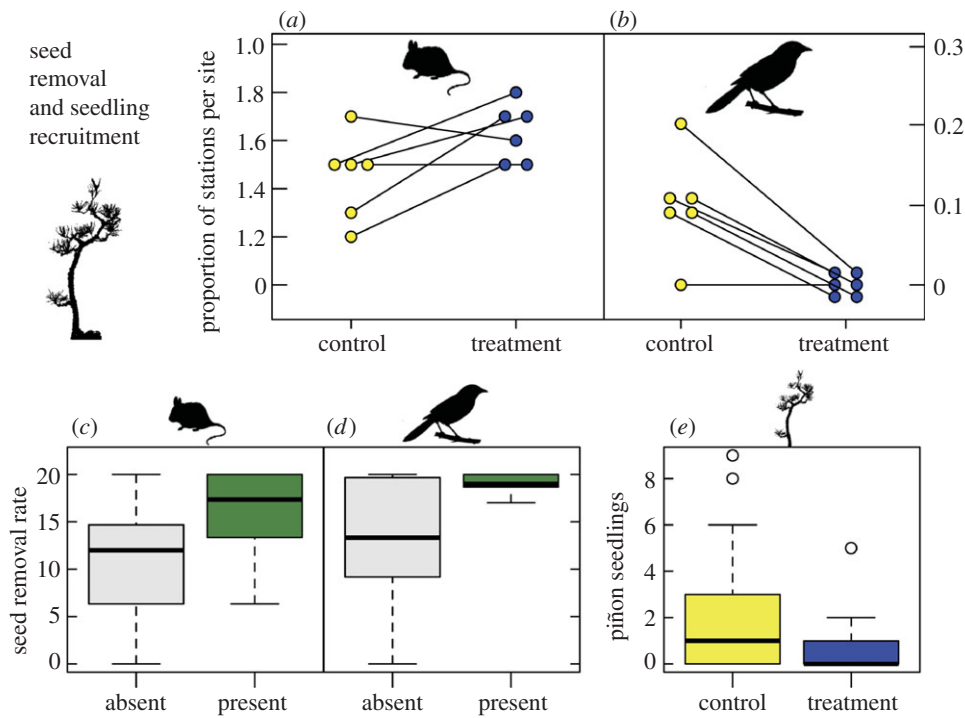 seed
removal
and seedling
recruitment
(a)
(b)
proportion of stations per site
1.0
1.8
1.6
1.4
1.2
0
0.3
0.2
0.1
0
control
treatment
control
treatment
(c)
(d)
(e)
seed removal rate
20
15
10
5
0
absent
present
absent
present
piñon seedlings
8
6
4
2
0
control
treatment